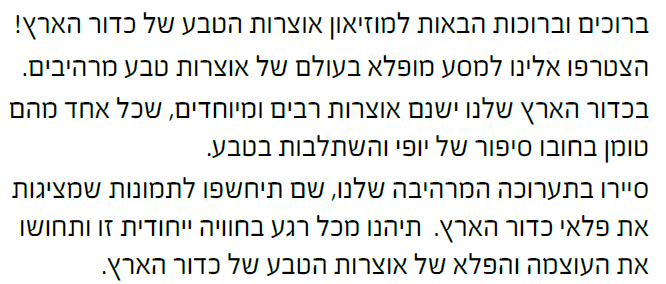 ברוכים וברוכות הבאות למוזיאון אוצרות הטבע של כדור הארץ!
הצטרפו אלינו למסע מופלא בעולם של אוצרות טבע מרהיבים.
בכדור הארץ שלנו ישנם אוצרות רבים ומיוחדים, שכל אחד מהם
טומן בחובו סיפור של יופי והשתלבות בטבע.
סיירו בתערוכה המרהיבה שלנו, שם תיחשפו לתמונות שמציגות
את פלאי כדור הארץ.  תיהנו מכל רגע בחוויה ייחודית זו ותחושו
את העוצמה והפלא של אוצרות הטבע של כדור הארץ.